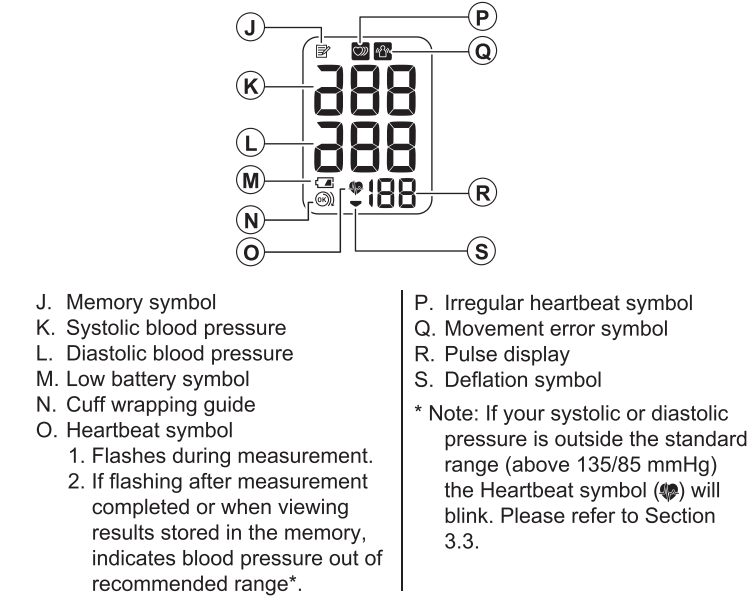 J
P
Q
K
288
L
288
M
N
OK
188
R
O
S
J. Memory symbol
K. Systolic blood pressure
L. Diastolic blood pressure
M. Low battery symbol
N. Cuff wrapping guide
O. Heartbeat symbol
1. Flashes during measurement.
2. If flashing after measurement
completed or when viewing
results stored in the memory,
indicates blood pressure out of
recommended range*.
P. Irregular heartbeat symbol
Q. Movement error symbol
R. Pulse display
S. Deflation symbol
* Note: If your systolic or diastolic
pressure is outside the standard
range (above 135/85 mmHg)
the Heartbeat symbol ( ) will
blink. Please refer to Section
3.3.